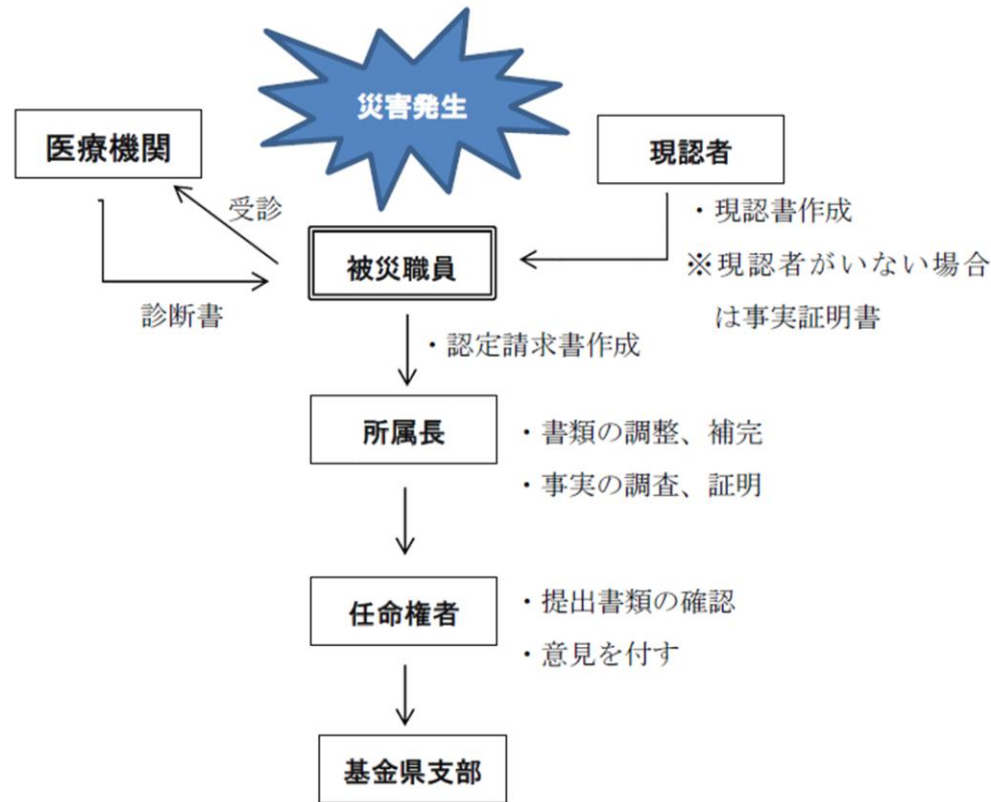 災害発生
医療機関
現認者
受診
・現認書作成
※現認者がいない場合
は事実証明書
被災職員
診断書
・認定請求書作成
所属長
・書類の調整、補完
・事実の調査、証明
任命権者
・提出書類の確認
・意見を付す
基金県支部